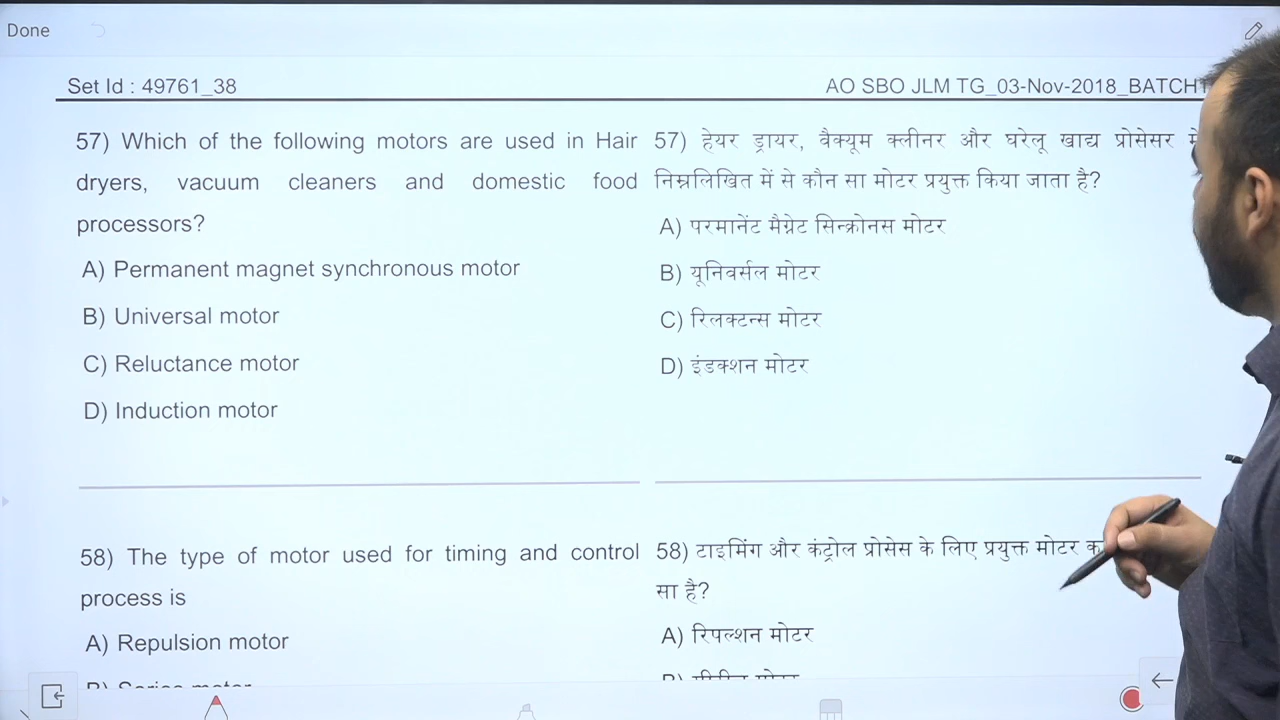 Done
Set Id : 49761_38
AO SBO JLM TG_03-Nov-2018_BATCH1
57) Which of the following motors are used in Hair
dryers, vacuum cleaners and domestic food
processors?
A) Permanent magnet synchronous motor
B) Universal motor
C) Reluctance motor
D) Induction motor
57) हेयर ड्रायर, वैक्यूम क्लीनर और घरेलू खाद्य प्रोसेसर में
निम्नलिखित में से कौन सा मोटर प्रयुक्त किया जाता है?
A) परमानेंट मैग्नेट सिन्क्रोनस मोटर
B) यूनिवर्सल मोटर
C) रिलक्टन्स मोटर
D) इंडक्शन मोटर
58) The type of motor used for timing and control
process is
A) Repulsion motor
B) Series motor
58) टाइमिंग और कंट्रोल प्रोसेस के लिए प्रयुक्त मोटर
सा है?
A) रिपल्शन मोटर